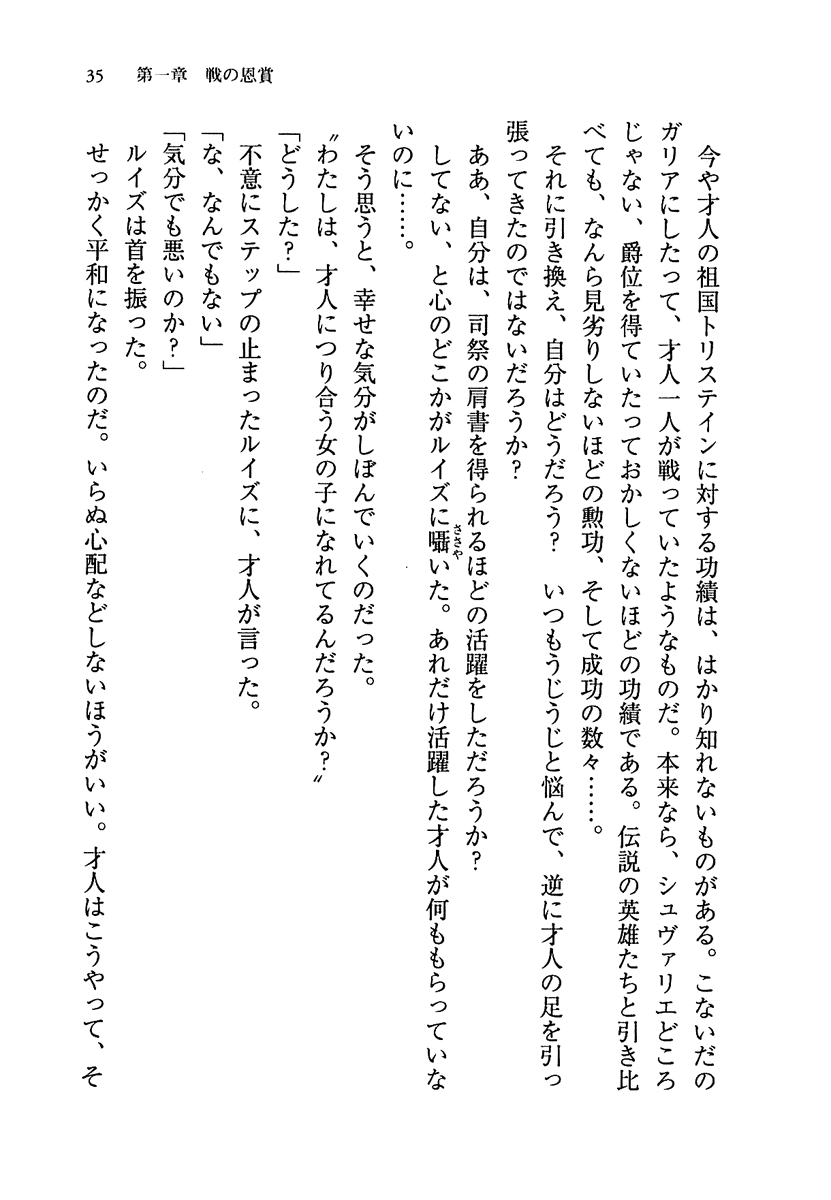 35　第一章　戦の恩賞
　今や才人の祖国トリステインに対する功績は、はかり知れないものがある。こないだの
ガリアにしたって、才人一人が戦っていたようなものだ。本来なら、シュヴァリエどころ
じゃない、爵位を得ていたっておかしくないほどの功績である。伝説の英雄たちと引き比
べても、なんら見劣りしないほどの勲功、そして成功の数々……。
　それに引き換え、自分はどうだろう？　いつもうじうじと悩んで、逆に才人の足を引っ
張ってきたのではないだろうか？
　ああ、自分は、司祭の肩書を得られるほどの活躍をしただろうか？
　してない、と心のどこかがルイズに囁いた。あれだけ活躍した才人が何ももらっていな
いのに……。
　そう思うと、幸せな気分がしぼんでいくのだった。
〝わたしは、才人につり合う女の子になれてるんだろうか？〟
「どうした？」
　不意にステップの止まったルイズに、才人が言った。
「な、なんでもない」
「気分でも悪いのか？」
　ルイズは首を振った。
　せっかく平和になったのだ。いらぬ心配などしないほうがいい。才人はこうやって、そ